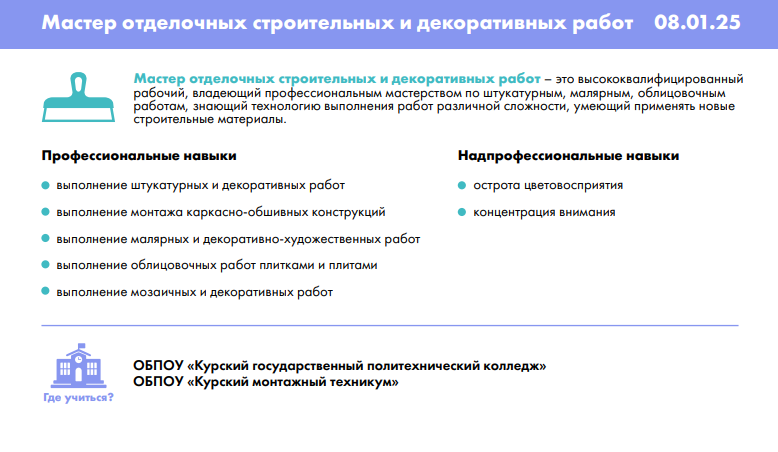 Мастер отделочных строительных и декоративных работ 08.01.25
Мастер отделочных строительных и декоративных работ – это высококвалифицированный
рабочий, владеющий профессиональным мастерством по штукатурным, малярным, облицовочным
работам, знающий технологию выполнения работ различной сложности, умеющий применять новые
строительные материалы.
Профессиональные навыки
выполнение штукатурных и декоративных работ
выполнение монтажа каркасно-обшивных конструкций
выполнение малярных и декоративно-художественных работ
выполнение облицовочных работ плитками и плитами
выполнение мозаичных и декоративных работ
Надпрофессиональные навыки
острота цветовосприятия
концентрация внимания
Где учиться?
ОБПОУ «Курский государственный политехнический колледж»
ОБПОУ «Курский монтажный техникум»